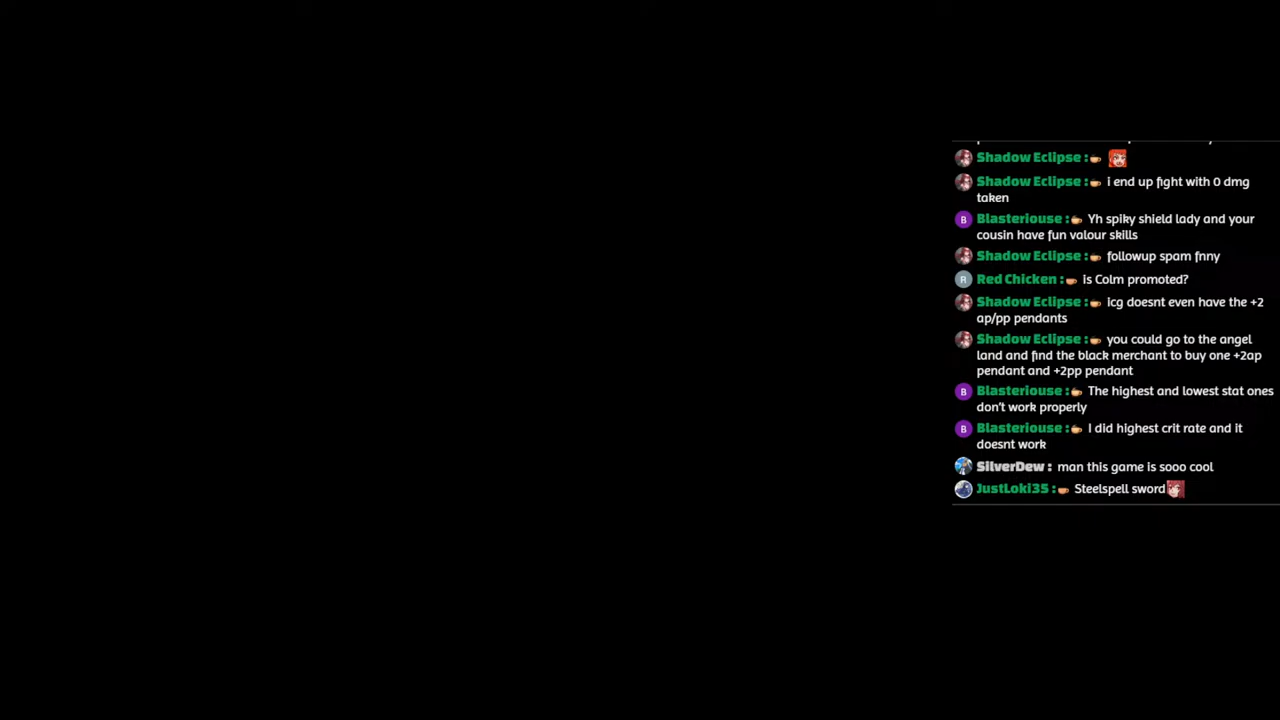 Shadow Eclipse :
Shadow Eclipse : i end up fight with 0 dmg
taken
Blasteriouse : Yh spiky shield lady and your
cousin have fun valour skills
Shadow Eclipse : followup spam fnny
Red Chicken : is Colm promoted?
Shadow Eclipse : icg doesnt even have the +2
ap/pp pendants
Shadow Eclipse : you could go to the angel
land and find the black merchant to buy one +2ap
pendant and +2pp pendant
Blasteriouse : The highest and lowest stat ones
don't work properly
Blasteriouse : I did highest crit rate and it
doesnt work
SilverDew : man this game is sooo cool
JustLoki35 : Steelspell sword